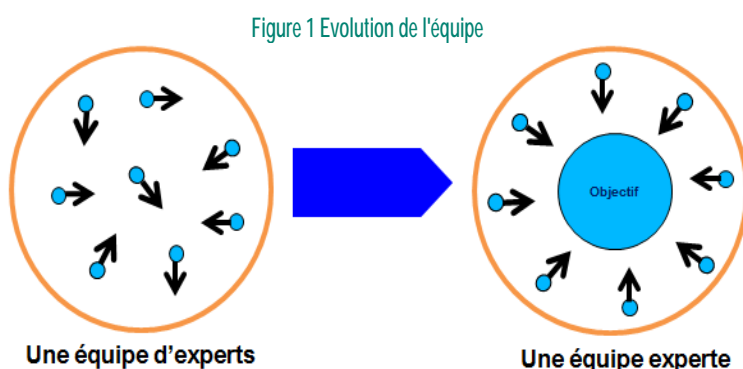 Figure 1 Evolution de l'équipe
Objectif
Une équipe d'experts
Une équipe experte